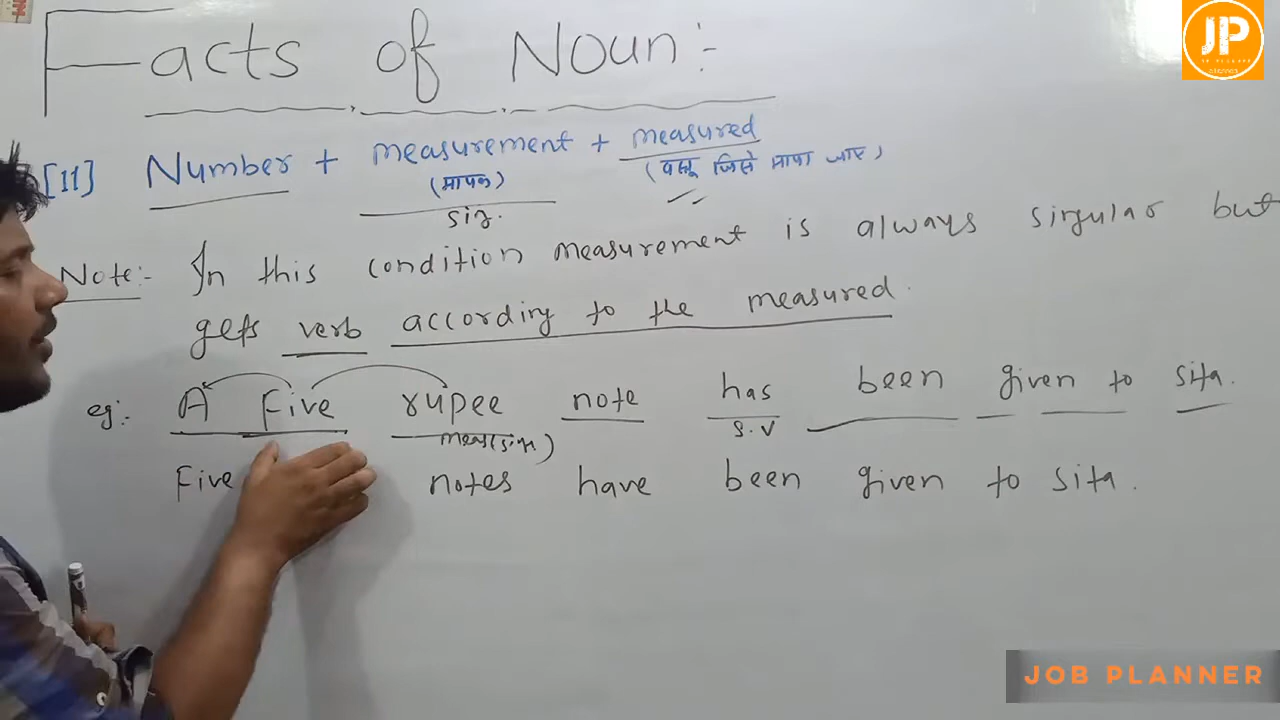 JP
Facts of Noun:-
[11] Number + measurement + measured
(मापक) (वस्तु जिसे मापा जाए)
sig.
Note:- In this condition measurement is always singular but
gets verb according to the measured.
eg:- A Five rupee note has been given to sita.
S.V
Five notes have been given to sita.
JOB PLANNER